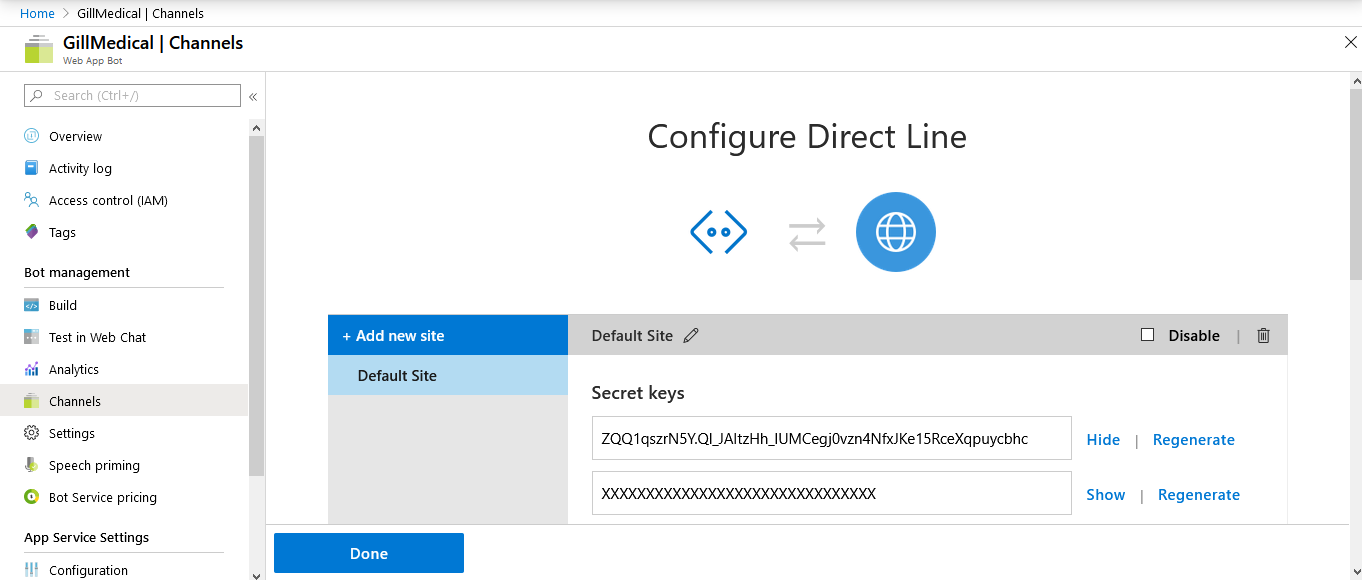 Home > GillMedical | Channels
GillMedical | Channels
Web App Bot
Search (Ctrl+/)
«
Overview
Activity log
Access control (IAM)
Tags
Bot management
Build
Test in Web Chat
Analytics
Channels
Settings
Speech priming
Bot Service pricing
App Service Settings
Configuration
Configure Direct Line
+ Add new site
Default Site
Default Site
Disable |
Secret keys
ZQQ1qszrN5Y.QI_JAItzHh_IUMCegj0vzn4NfxJKe15RceXqpuycbhc Hide | Regenerate
XXXXXXXXXXXXXXXXXXXXXXXXXXXXXXX Show | Regenerate
Done